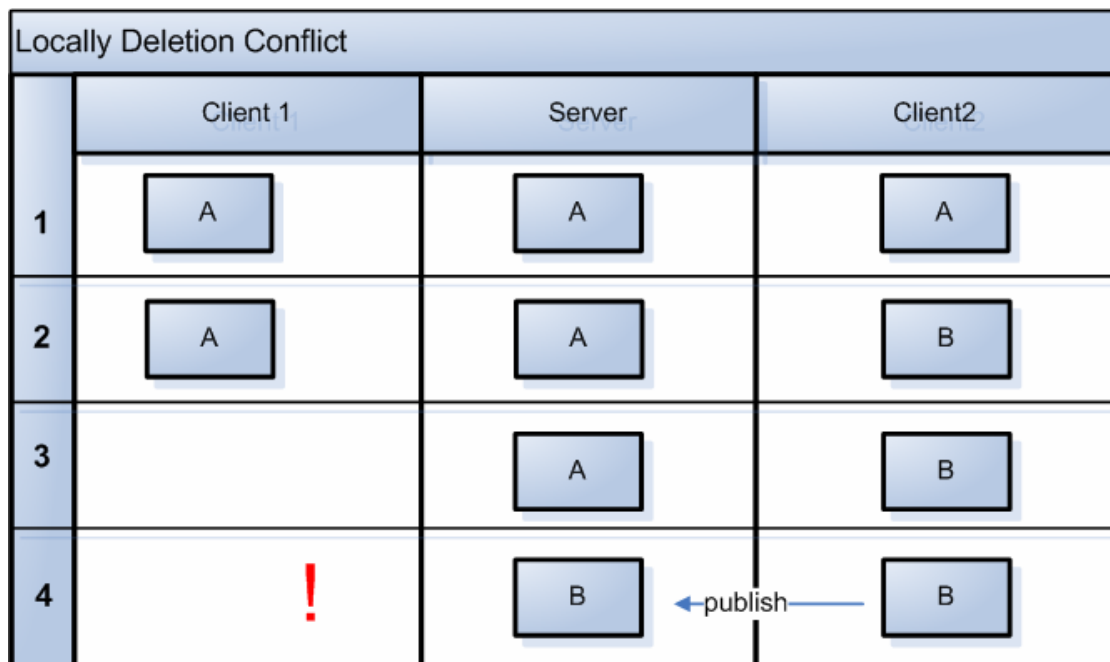 Locally Deletion Conflict
Client 1 Server Client2
1 A A A
2 A A B
3 A B
4 ! B publish B